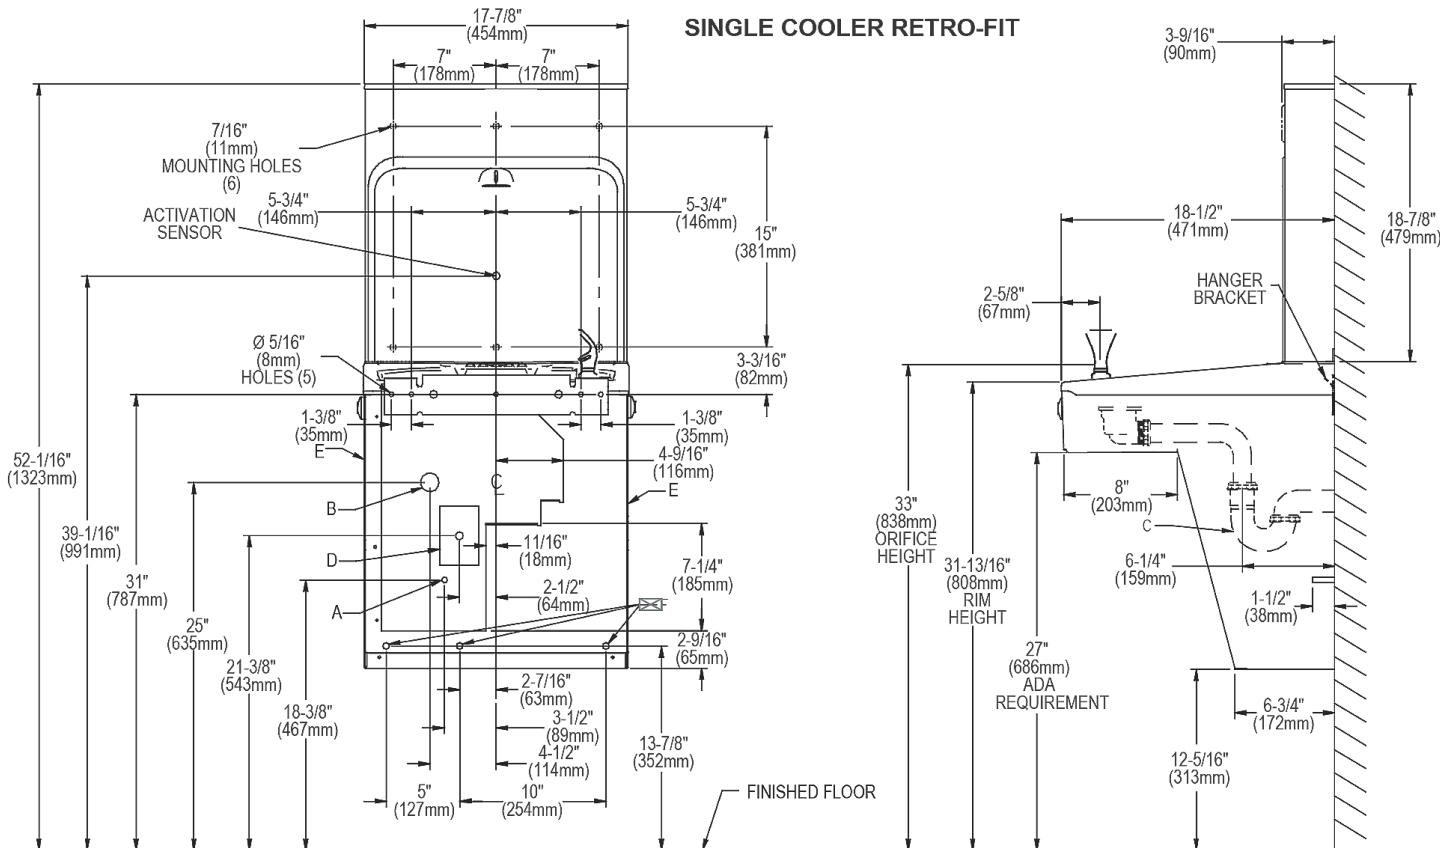 SINGLE COOLER RETRO-FIT
17-7/8"
(454mm)
7"
(178mm)
7"
(178mm)
7/16"
(11mm)
MOUNTING HOLES
(6)
5-3/4"
(146mm)
5-3/4"
(146mm)
ACTIVATION
SENSOR
15"
(381mm)
Ø 5/16"
(8mm)
HOLES (5)
3-3/16"
(82mm)
1-3/8"
(35mm)
1-3/8"
(35mm)
E
4-9/16"
(116mm)
52-1/16"
(1323mm)
C
L
E
B
39-1/16"
(991mm)
D
11/16"
(18mm)
7-1/4"
(185mm)
31"
(787mm)
2-1/2"
(64mm)
A
25"
(635mm)
2-9/16"
(65mm)
21-3/8"
(543mm)
2-7/16"
(63mm)
18-3/8"
(467mm)
3-1/2"
(89mm)
13-7/8"
(352mm)
4-1/2"
(114mm)
5"
(127mm)
10"
(254mm)
FINISHED FLOOR
3-9/16"
(90mm)
18-1/2"
(471mm)
18-7/8"
(479mm)
HANGER
BRACKET
2-5/8"
(67mm)
8"
(203mm)
33"
(838mm)
ORIFICE
HEIGHT
C
6-1/4"
(159mm)
31-13/16"
(808mm)
RIM
HEIGHT
1-1/2"
(38mm)
27"
(686mm)
ADA
REQUIREMENT
6-3/4"
(172mm)
12-5/16"
(313mm)